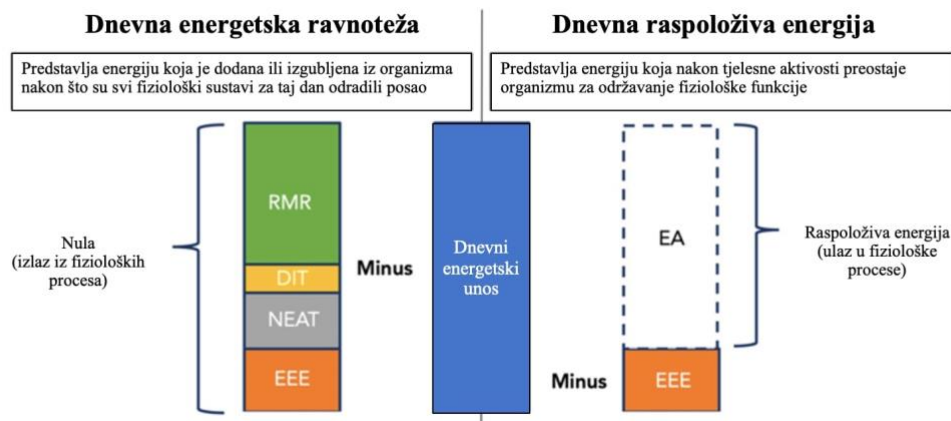 Dnevna energetska ravnoteža
Dnevna raspoloživa energija
Predstavlja energiju koja je dodana ili izgubljena iz organizma
nakon što su svi fiziološki sustavi za taj dan odradili posao
Predstavlja energiju koja nakon tjelesne aktivnosti preostaje
organizmu za održavanje fiziološke funkcije
Nula
(izlaz iz fizioloških
procesa)
RMR
DIT
NEAT
EEE
Minus
Dnevni
energetski
unos
Minus
EA
EEE
Raspoloživa energija
(ulaz u fiziološke
procese)